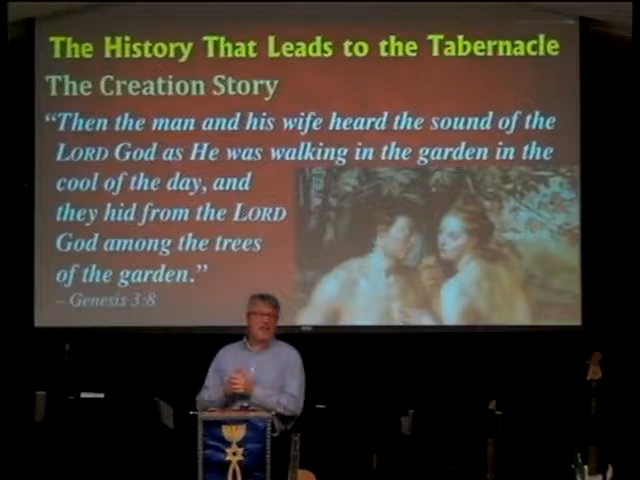 The History That Leads to the Tabernacle
The Creation Story
“Then the man and his wife heard the sound of the
LORD God as He was walking in the garden in the
cool of the day, and
they hid from the LORD
God among the trees
of the garden.”
– Genesis 3:8